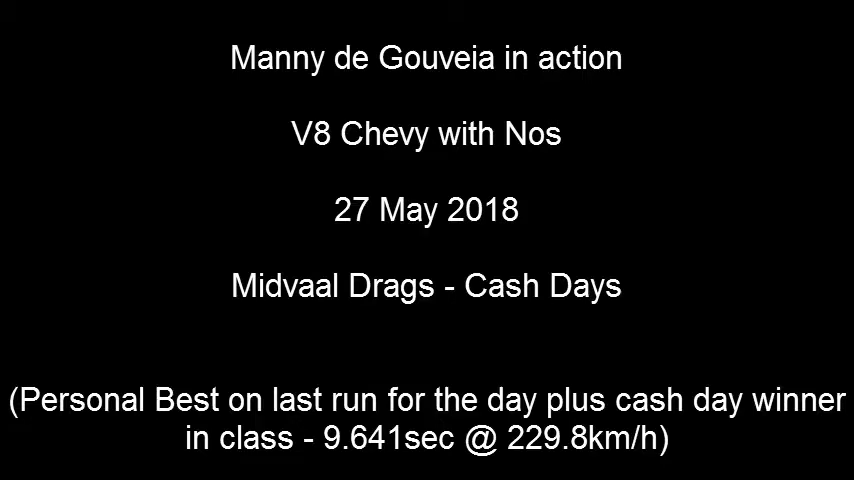 Manny de Gouveia in action
V8 Chevy with Nos
27 May 2018
Midvaal Drags - Cash Days
(Personal Best on last run for the day plus cash day winner
in class - 9.641sec @ 229.8km/h)